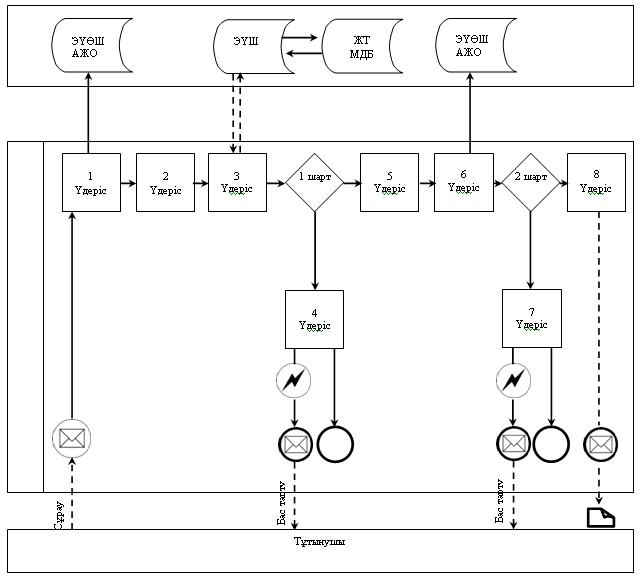 ЭҮӨШ
АЖО
ЭҮШ
ЖТ
МДБ
ЭҮӨШ
АЖО
1
Үдеріс
2
Үдеріс
3
Үдеріс
1 шарт
5
Үдеріс
6
Үдеріс
2 шарт
8
Үдеріс
4
Үдеріс
7
Үдеріс
Сұрау
Бас тарту
Бас тарту
Тұтынушы